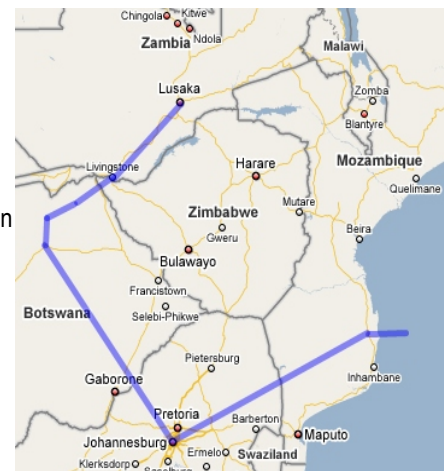 Chingola
Kitwe
Ndola
Zambia
Malawi
Lusaka
Zomba
Blantyre
Livingstone
Harare
Mozambique
Quelimane
n
Zimbabwe
Mutare
Gweru
Beira
Bulawayo
Francistown
Botswana
Selebi-Phikwe
Pietersburg
Inhambane
Gaborone
Pretoria
Barberton
Johannesburg
Maputo
Ermelo
Swaziland
Klerksdorp